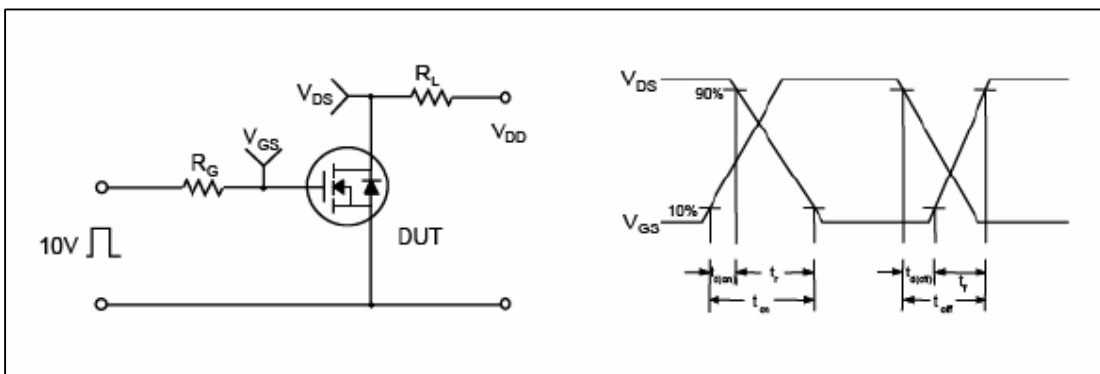 V_DS
R_L
V_DD
V_GS
R_G
10V
DUT
V_DS
90%
10%
V_GS
t_d(on)
t_r
t_d(off)
t_f
t_on
t_off